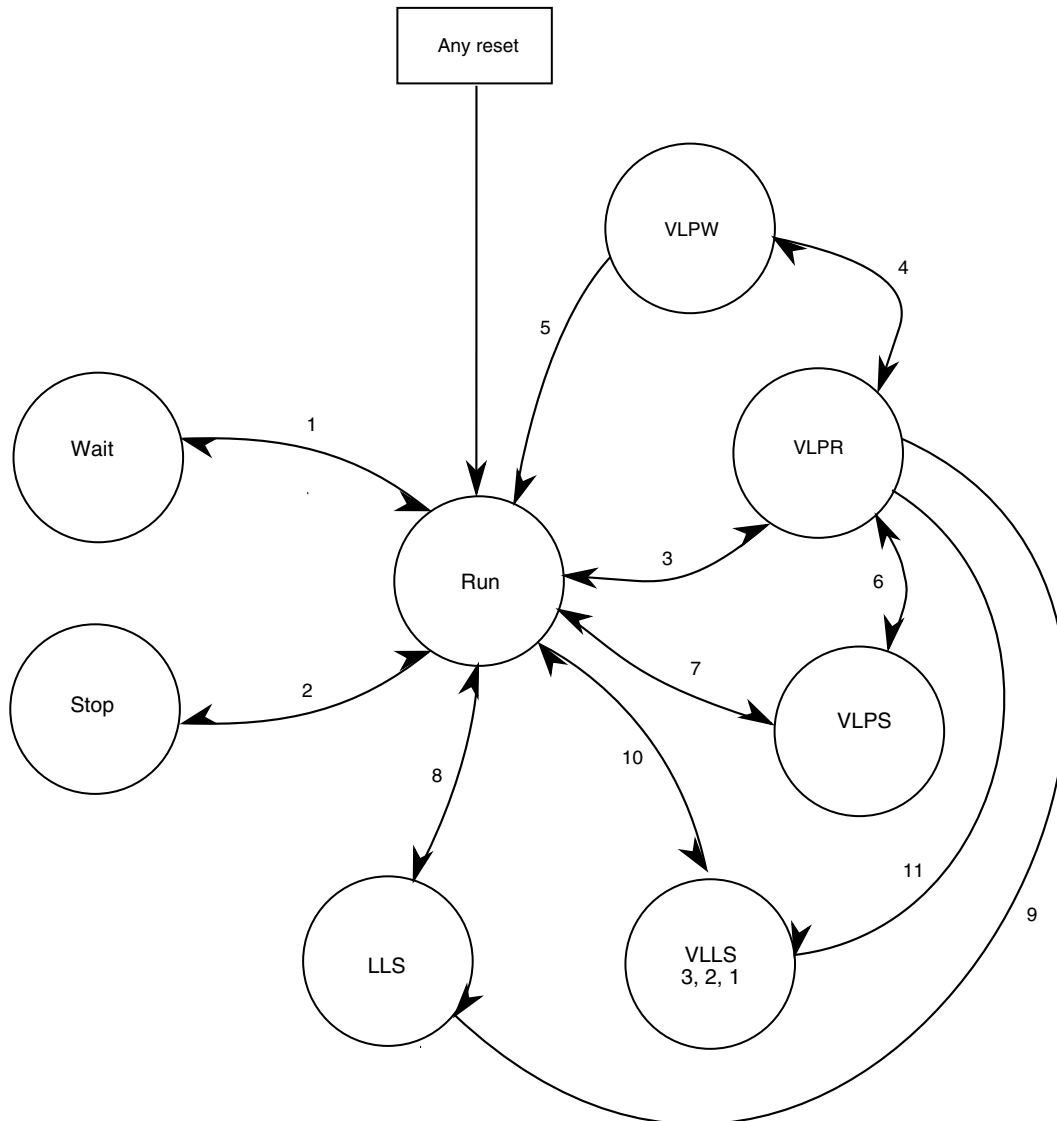 Any reset
VLPW
4
5
Wait
1
VLPR
3
Run
6
Stop
2
7
VLPS
10
8
11
9
LLS
VLLS
3, 2, 1